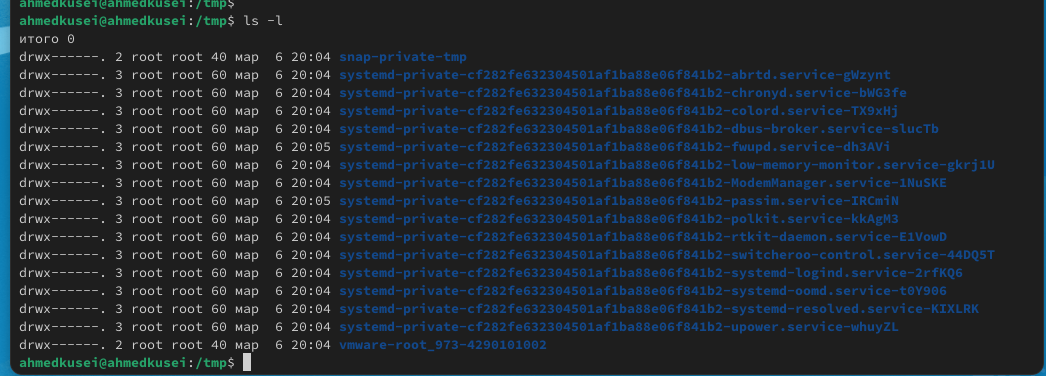 ahmedkusei@ahmedkusei:/tmp$
ahmedkusei@ahmedkusei:/tmp$ ls -l
итого 0
drwx------. 2 root root 40 мар  6 20:04 snap-private-tmp
drwx------. 3 root root 60 мар  6 20:04 systemd-private-cf282fe632304501af1ba88e06f841b2-abrtd.service-gWzynt
drwx------. 3 root root 60 мар  6 20:04 systemd-private-cf282fe632304501af1ba88e06f841b2-chronyd.service-bWG3fe
drwx------. 3 root root 60 мар  6 20:04 systemd-private-cf282fe632304501af1ba88e06f841b2-colord.service-TX9xHj
drwx------. 3 root root 60 мар  6 20:04 systemd-private-cf282fe632304501af1ba88e06f841b2-dbus-broker.service-slucTb
drwx------. 3 root root 60 мар  6 20:05 systemd-private-cf282fe632304501af1ba88e06f841b2-fwupd.service-dh3AVi
drwx------. 3 root root 60 мар  6 20:04 systemd-private-cf282fe632304501af1ba88e06f841b2-low-memory-monitor.service-gkrj1U
drwx------. 3 root root 60 мар  6 20:04 systemd-private-cf282fe632304501af1ba88e06f841b2-ModemManager.service-1NuSKE
drwx------. 3 root root 60 мар  6 20:05 systemd-private-cf282fe632304501af1ba88e06f841b2-passim.service-IRCmiN
drwx------. 3 root root 60 мар  6 20:04 systemd-private-cf282fe632304501af1ba88e06f841b2-polkit.service-kkAgM3
drwx------. 3 root root 60 мар  6 20:04 systemd-private-cf282fe632304501af1ba88e06f841b2-rtkit-daemon.service-E1VowD
drwx------. 3 root root 60 мар  6 20:04 systemd-private-cf282fe632304501af1ba88e06f841b2-switcheroo-control.service-44DQ5T
drwx------. 3 root root 60 мар  6 20:04 systemd-private-cf282fe632304501af1ba88e06f841b2-systemd-logind.service-2rfKQ6
drwx------. 3 root root 60 мар  6 20:04 systemd-private-cf282fe632304501af1ba88e06f841b2-systemd-oomd.service-t0Y906
drwx------. 3 root root 60 мар  6 20:04 systemd-private-cf282fe632304501af1ba88e06f841b2-systemd-resolved.service-KIXLRK
drwx------. 3 root root 60 мар  6 20:04 systemd-private-cf282fe632304501af1ba88e06f841b2-upower.service-whuyZL
drwx------. 2 root root 40 мар  6 20:04 vmware-root_973-4290101002
ahmedkusei@ahmedkusei:/tmp$